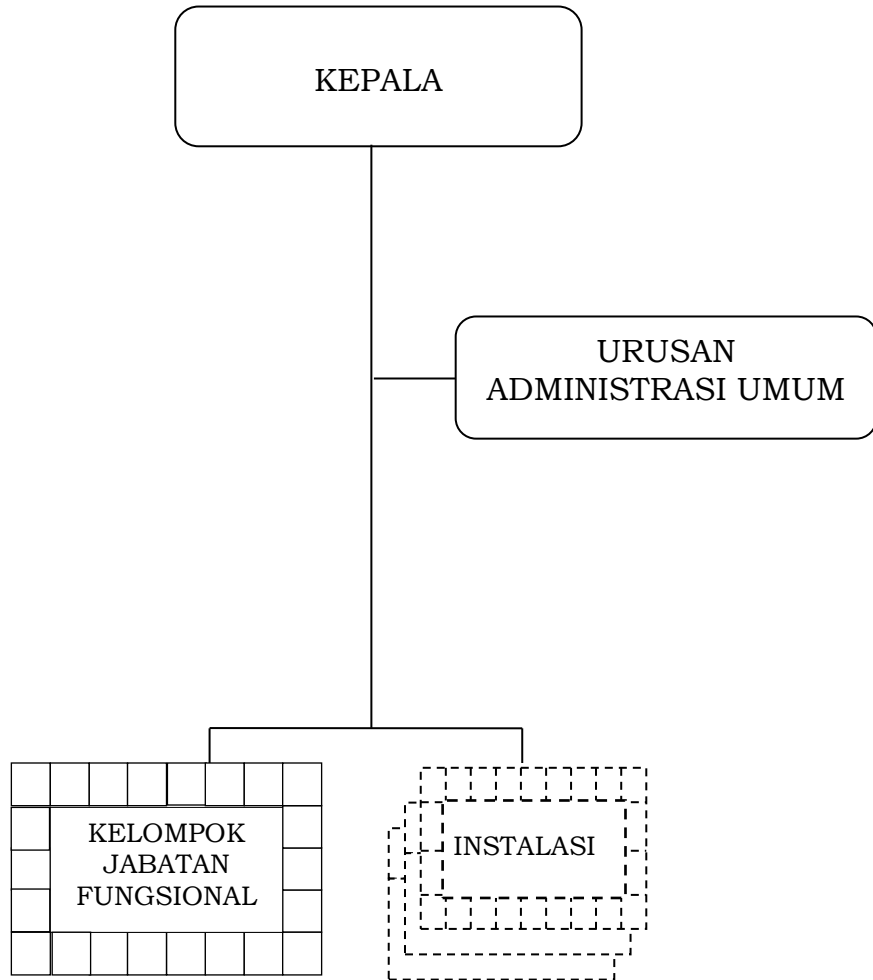 KEPALA
URUSAN
ADMINISTRASI UMUM
KELOMPOK
JABATAN
FUNGSIONAL
INSTALASI